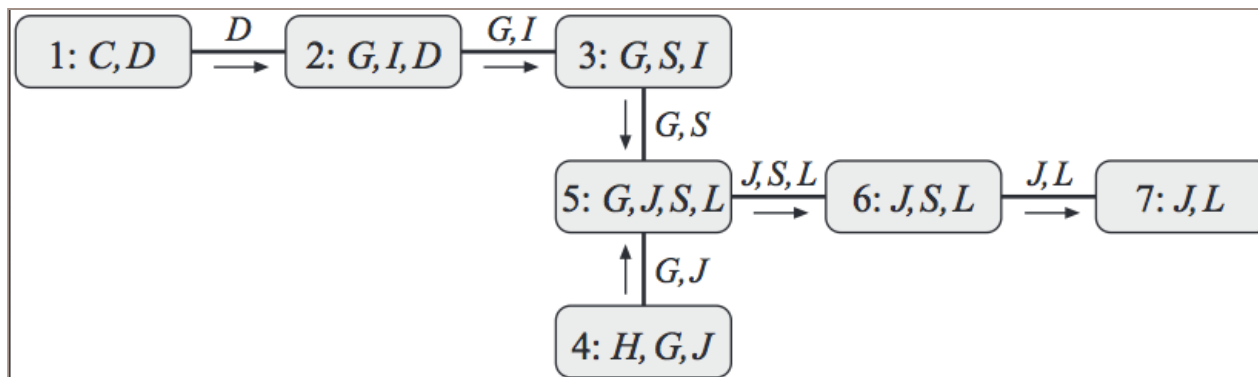 D
G, I
1: C, D
2: G, I, D
3: G, S, I
G, S
J, S, L
J, L
5: G, J, S, L
6: J, S, L
7: J, L
G, J
4: H, G, J